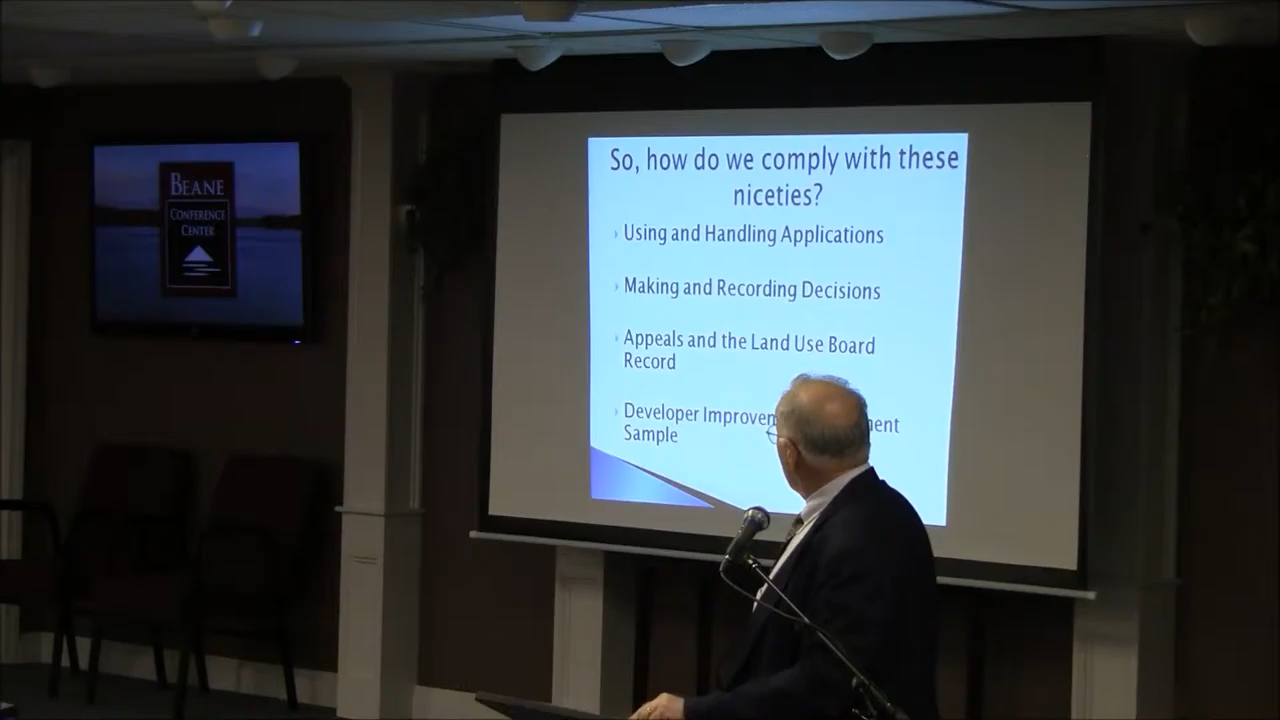 BEANE
CONFERENCE
CENTER
So, how do we comply with these
niceties?
Using and Handling Applications
Making and Recording Decisions
Appeals and the Land Use Board
Record
Developer
Sample